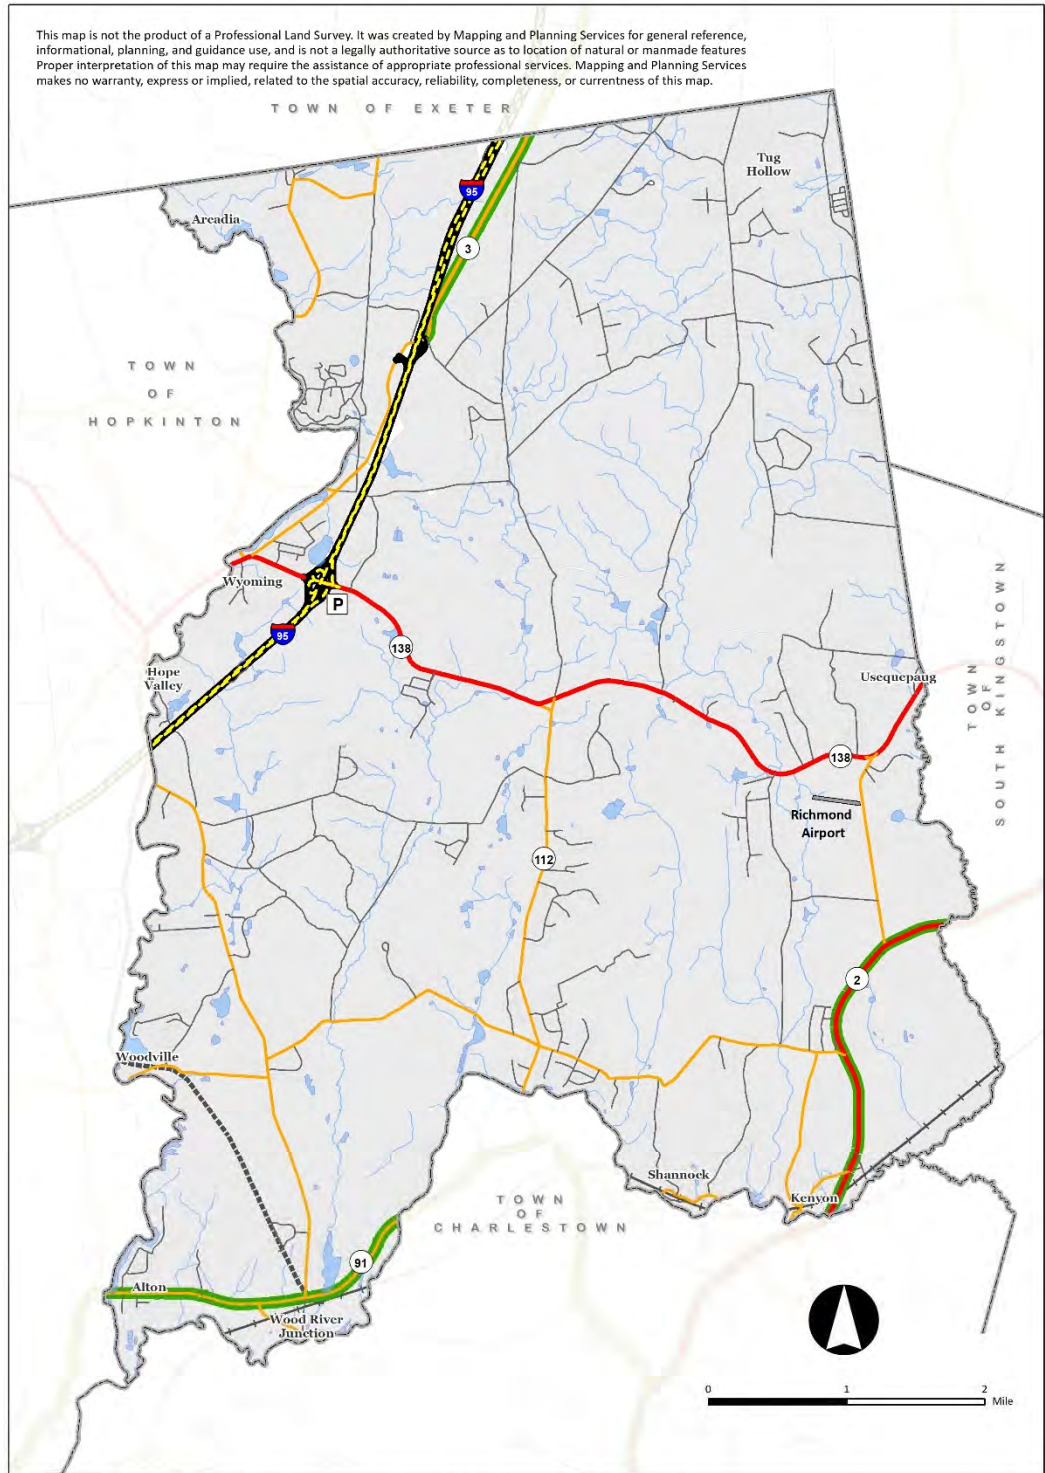 This map is not the product of a Professional Land Survey. It was created by Mapping and Planning Services for general reference,
informational, planning, and guidance use, and is not a legally authoritative source as to location of natural or manmade features
Proper interpretation of this map may require the assistance of appropriate professional services. Mapping and Planning Services
makes no warranty, express or implied, related to the spatial accuracy, reliability, completeness, or currentness of this map.
TOWN OF EXETER
Tug
Hollow
95
Arcadia
3
TOWN
OF
HOPKINTON
Wyoming
P
95
138
Hope
Valley
Usequepaug
TOWN
OF
SOUTH KINGSTOWN
138
Richmond
Airport
112
2
Woodville
Shannock
Kenyon
TOWN
OF
CHARLESTOWN
91
Alton
Wood River
Junction
0 1 2
Mile